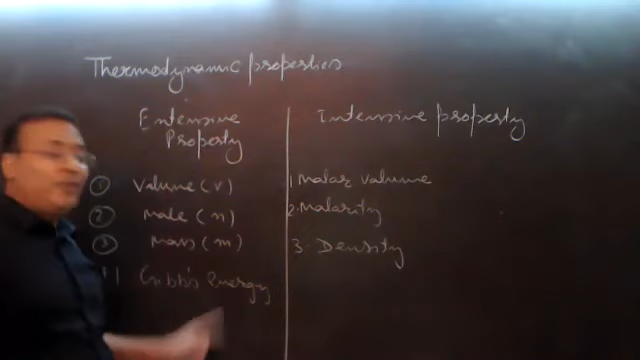 Thermodynamic properties
Extensive Property
Intensive property
① Volume (v)
② mole (n)
③ mass (m)
Gibb's energy
1 molar volume
2. molarity
3. Density